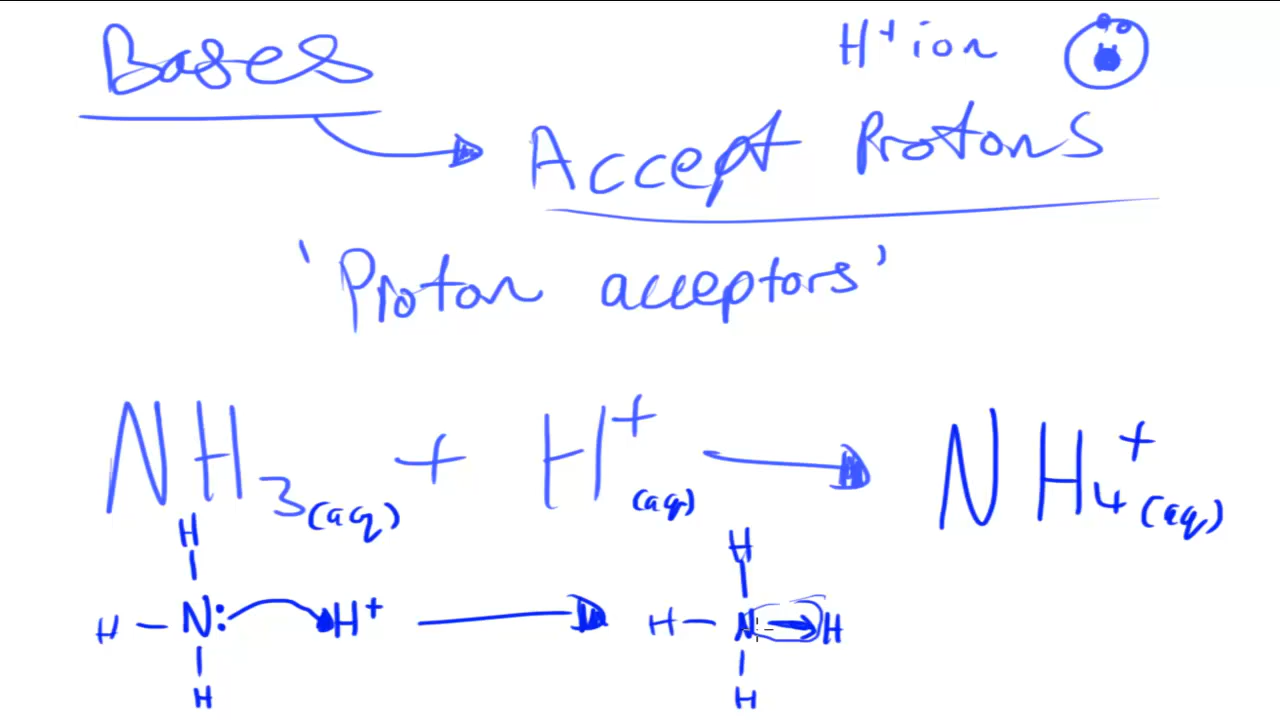 H⁺ ion
Bases
Accept Protons
'Proton acceptors'
NH₃(aq) + H⁺(aq) → NH₄⁺(aq)
H H
H – N: H⁺ → H – N → H
H H